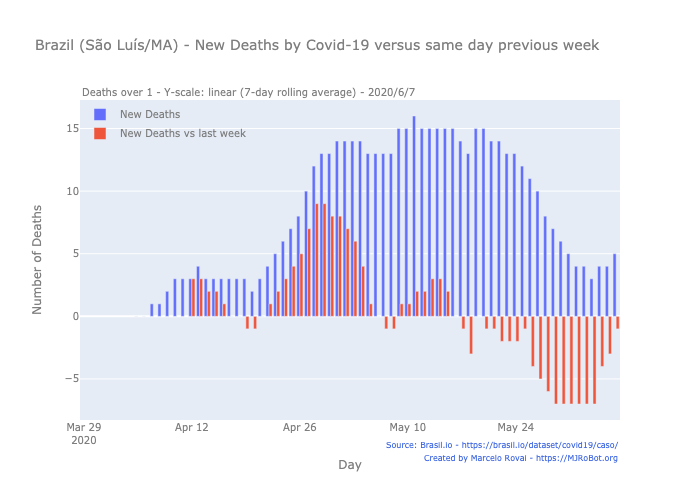 Brazil (São Luís/MA) - New Deaths by Covid-19 versus same day previous week
Deaths over 1 - Y-scale: linear (7-day rolling average) - 2020/6/7
New Deaths
New Deaths vs last week
15
10
5
0
−5
Number of Deaths
Mar 29
2020
Apr 12
Apr 26
May 10
May 24
Day
Source: Brasil.io - https://brasil.io/dataset/covid19/caso/
Created by Marcelo Rovai - https://MJRoBot.org